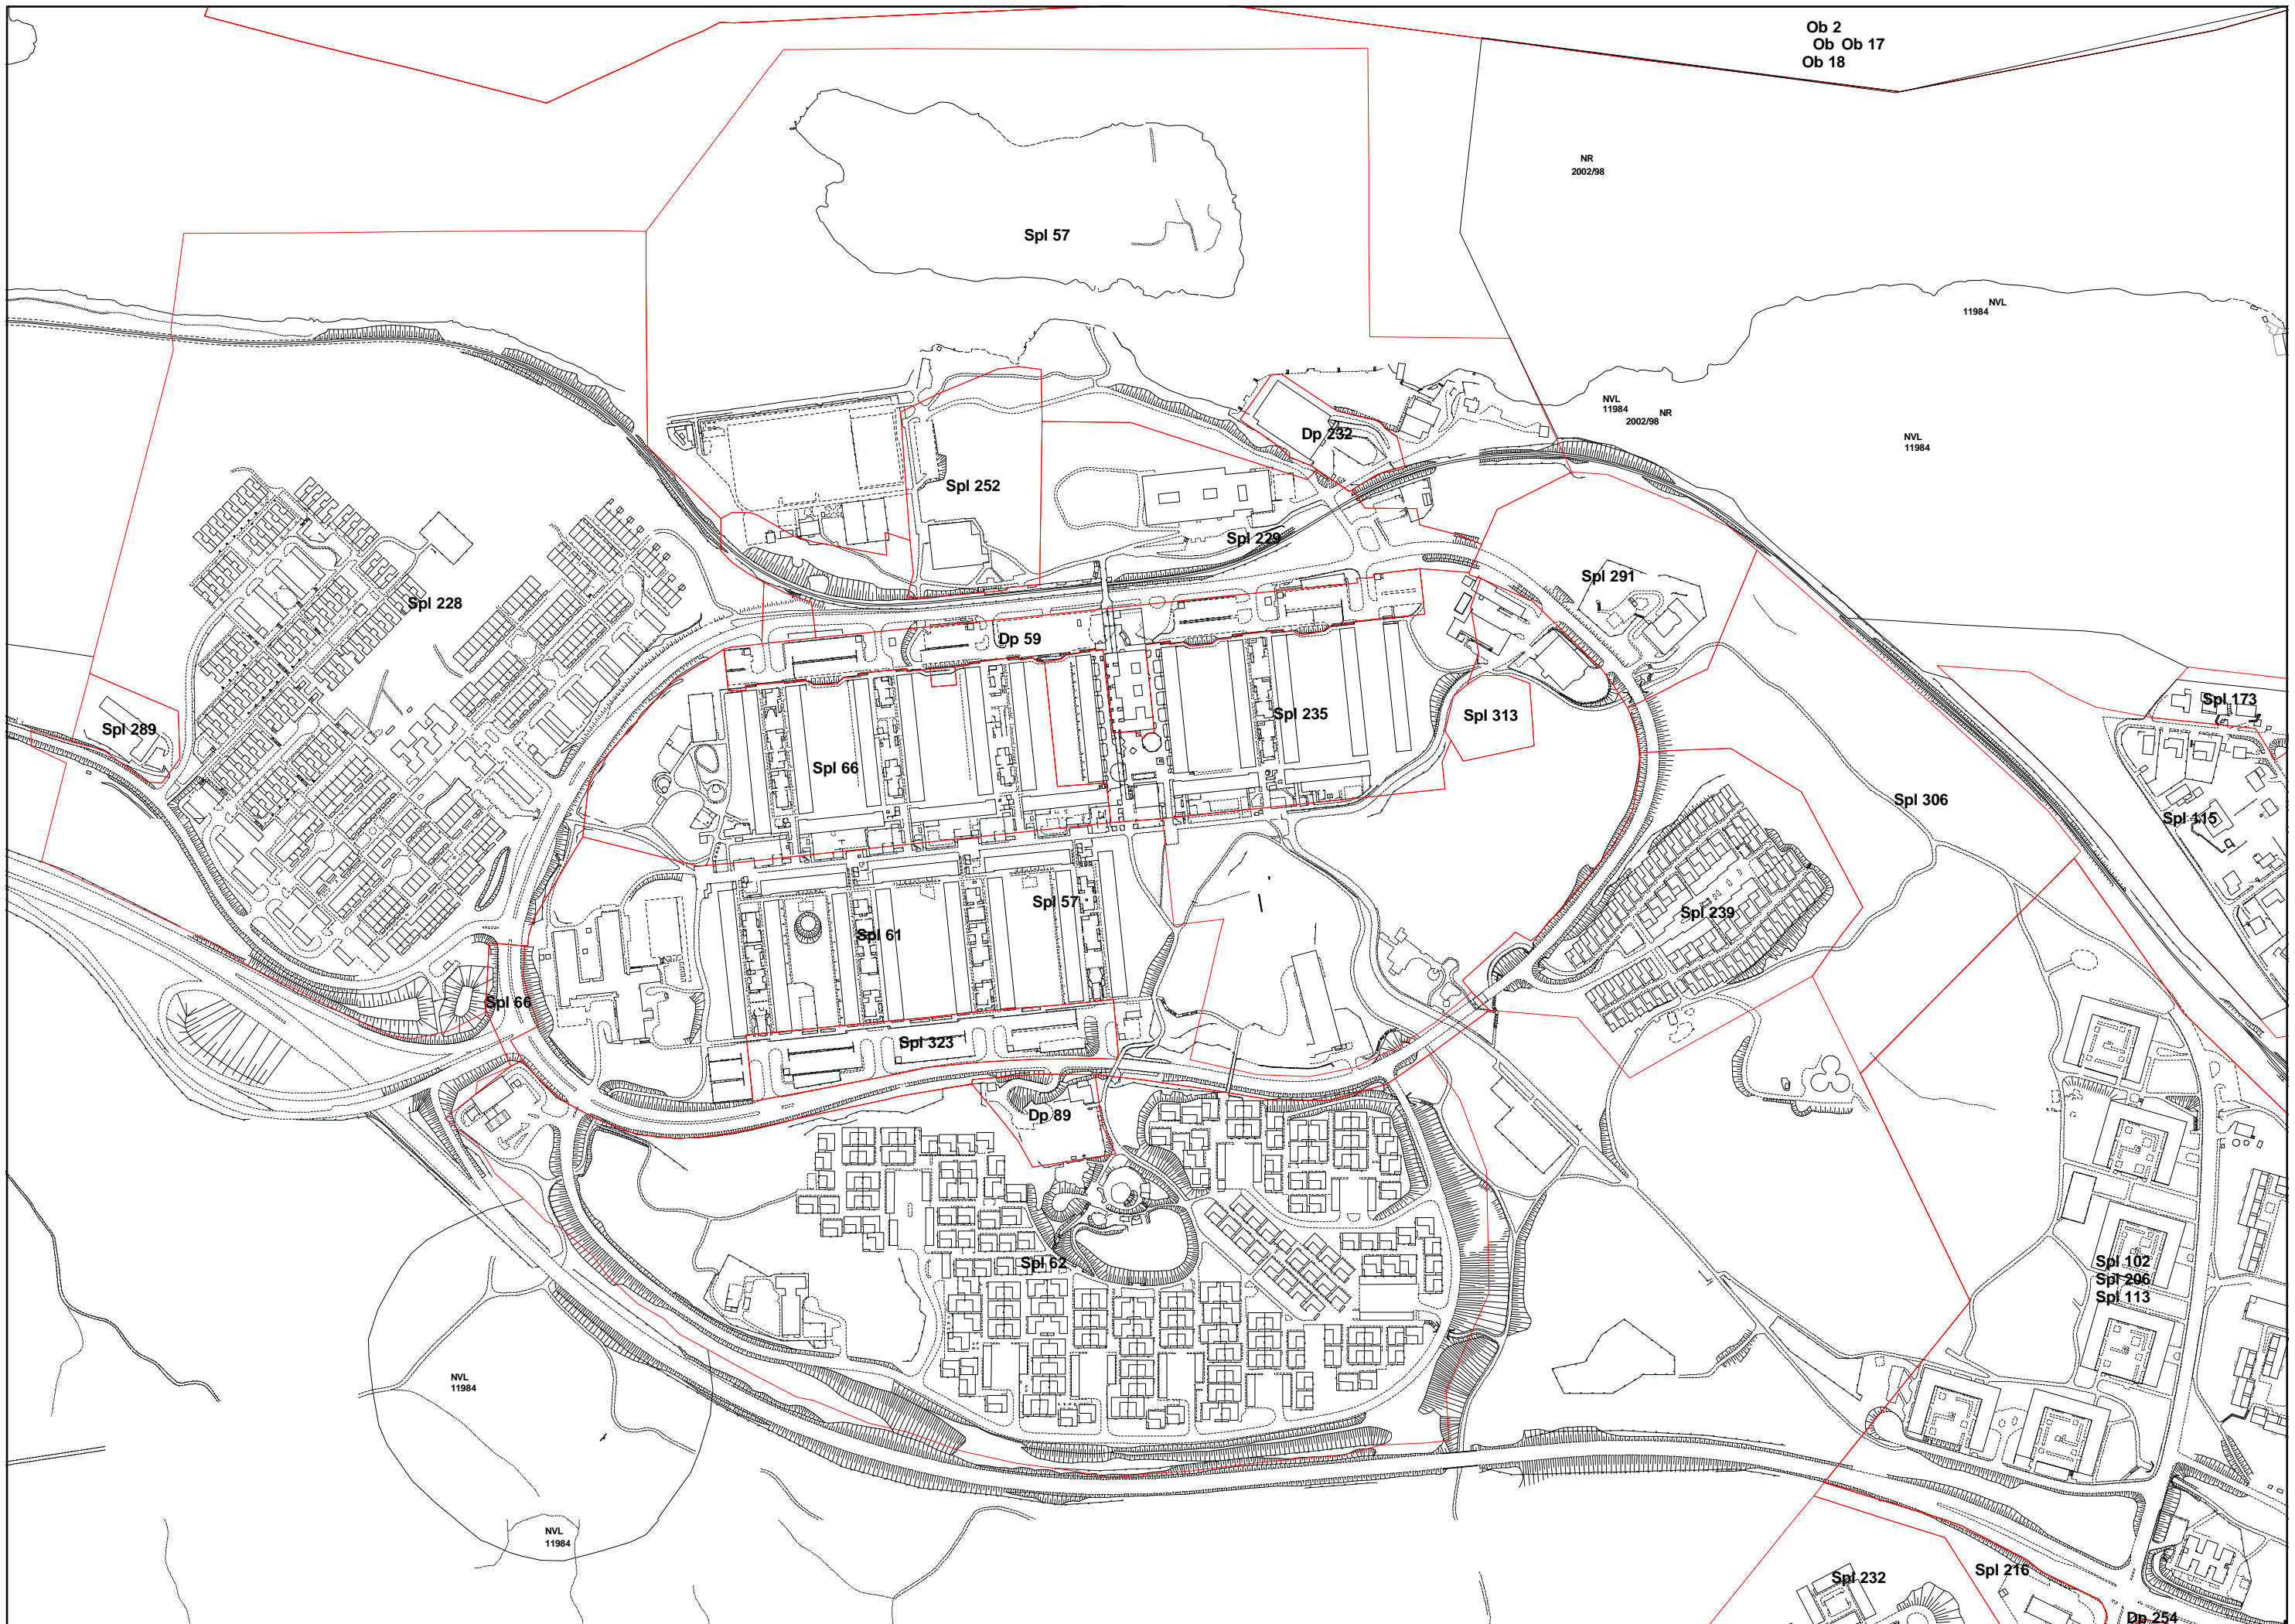 Ob 2
Ob Ob 17
Ob 18
NR
2002/98
Spl 57
NVL
11984
NVL
11984
NR
2002/98
Dp 232
NVL
11984
Spl 252
Spl 229
Spl 291
Spl 228
Dp 59
Spl 173
Spl 289
Spl 235
Spl 313
Spl 66
Spl 306
Spl 115
Spl 57
Spl 239
Spl 61
Spl 66
Spl 323
Dp 89
Spl 62
Spl 102
Spl 206
Spl 113
NVL
11984
NVL
11984
Spl 232
Spl 216
Dp 254